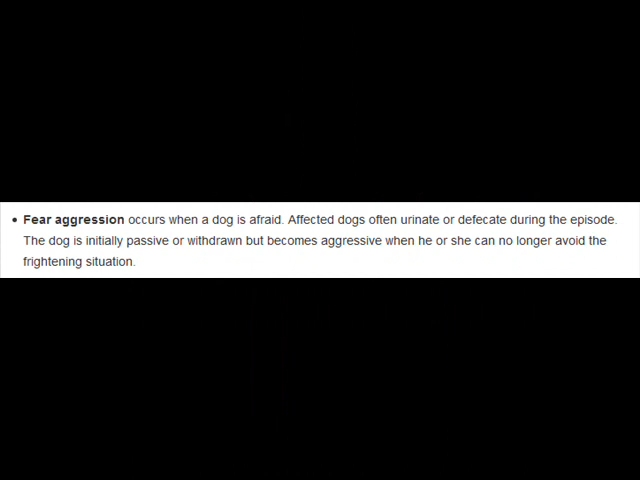 • Fear aggression occurs when a dog is afraid. Affected dogs often urinate or defecate during the episode.
The dog is initially passive or withdrawn but becomes aggressive when he or she can no longer avoid the
frightening situation.